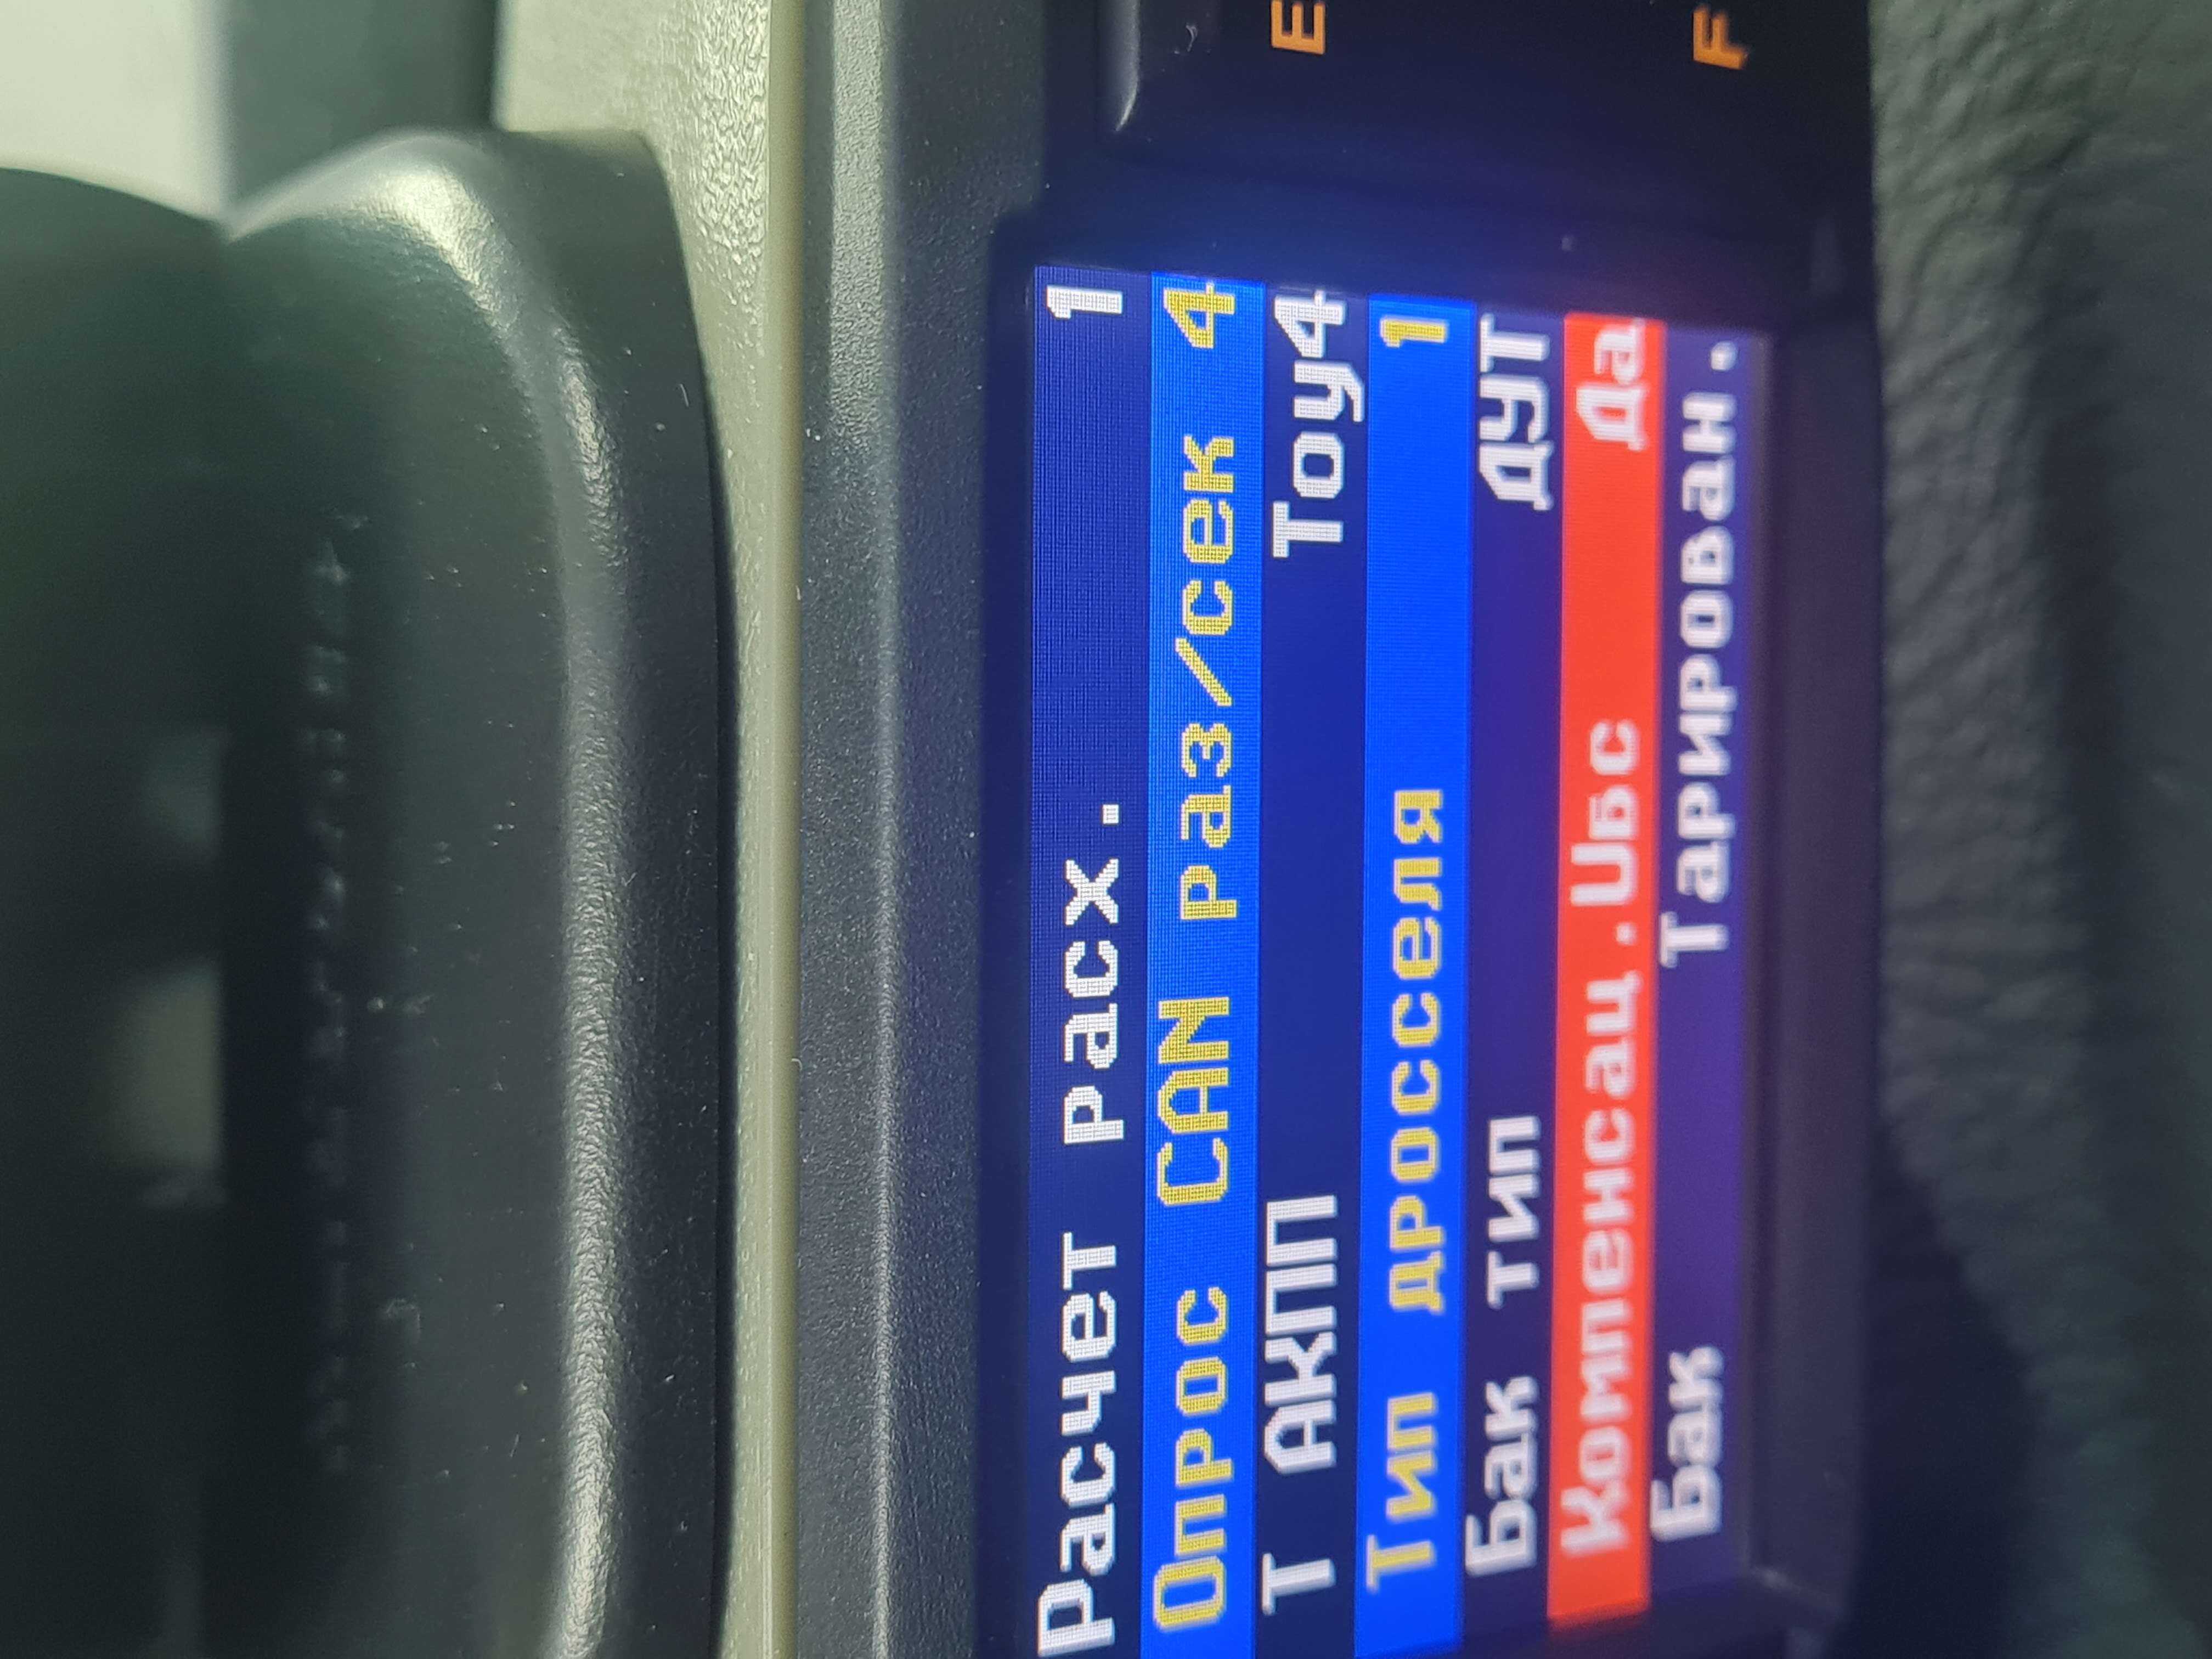 Расчет расх. 1
Опрос CAN раз/сек 4
Т АКПП Toy4
Тип дросселя 1
Бак тип ДУТ
Компенсац.Uбс Да
Бак Тарирован.
E
F